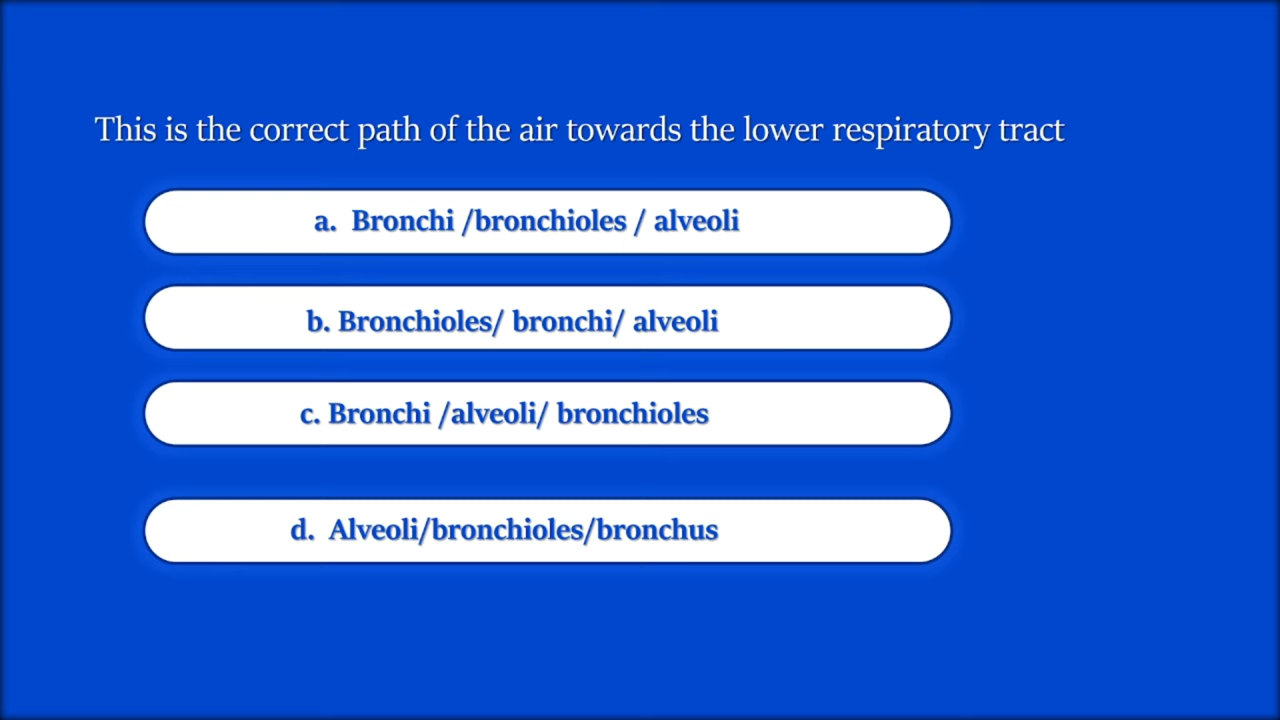 This is the correct path of the air towards the lower respiratory tract
a. Bronchi /bronchioles / alveoli
b. Bronchioles/ bronchi/ alveoli
c. Bronchi /alveoli/ bronchioles
d. Alveoli/bronchioles/bronchus